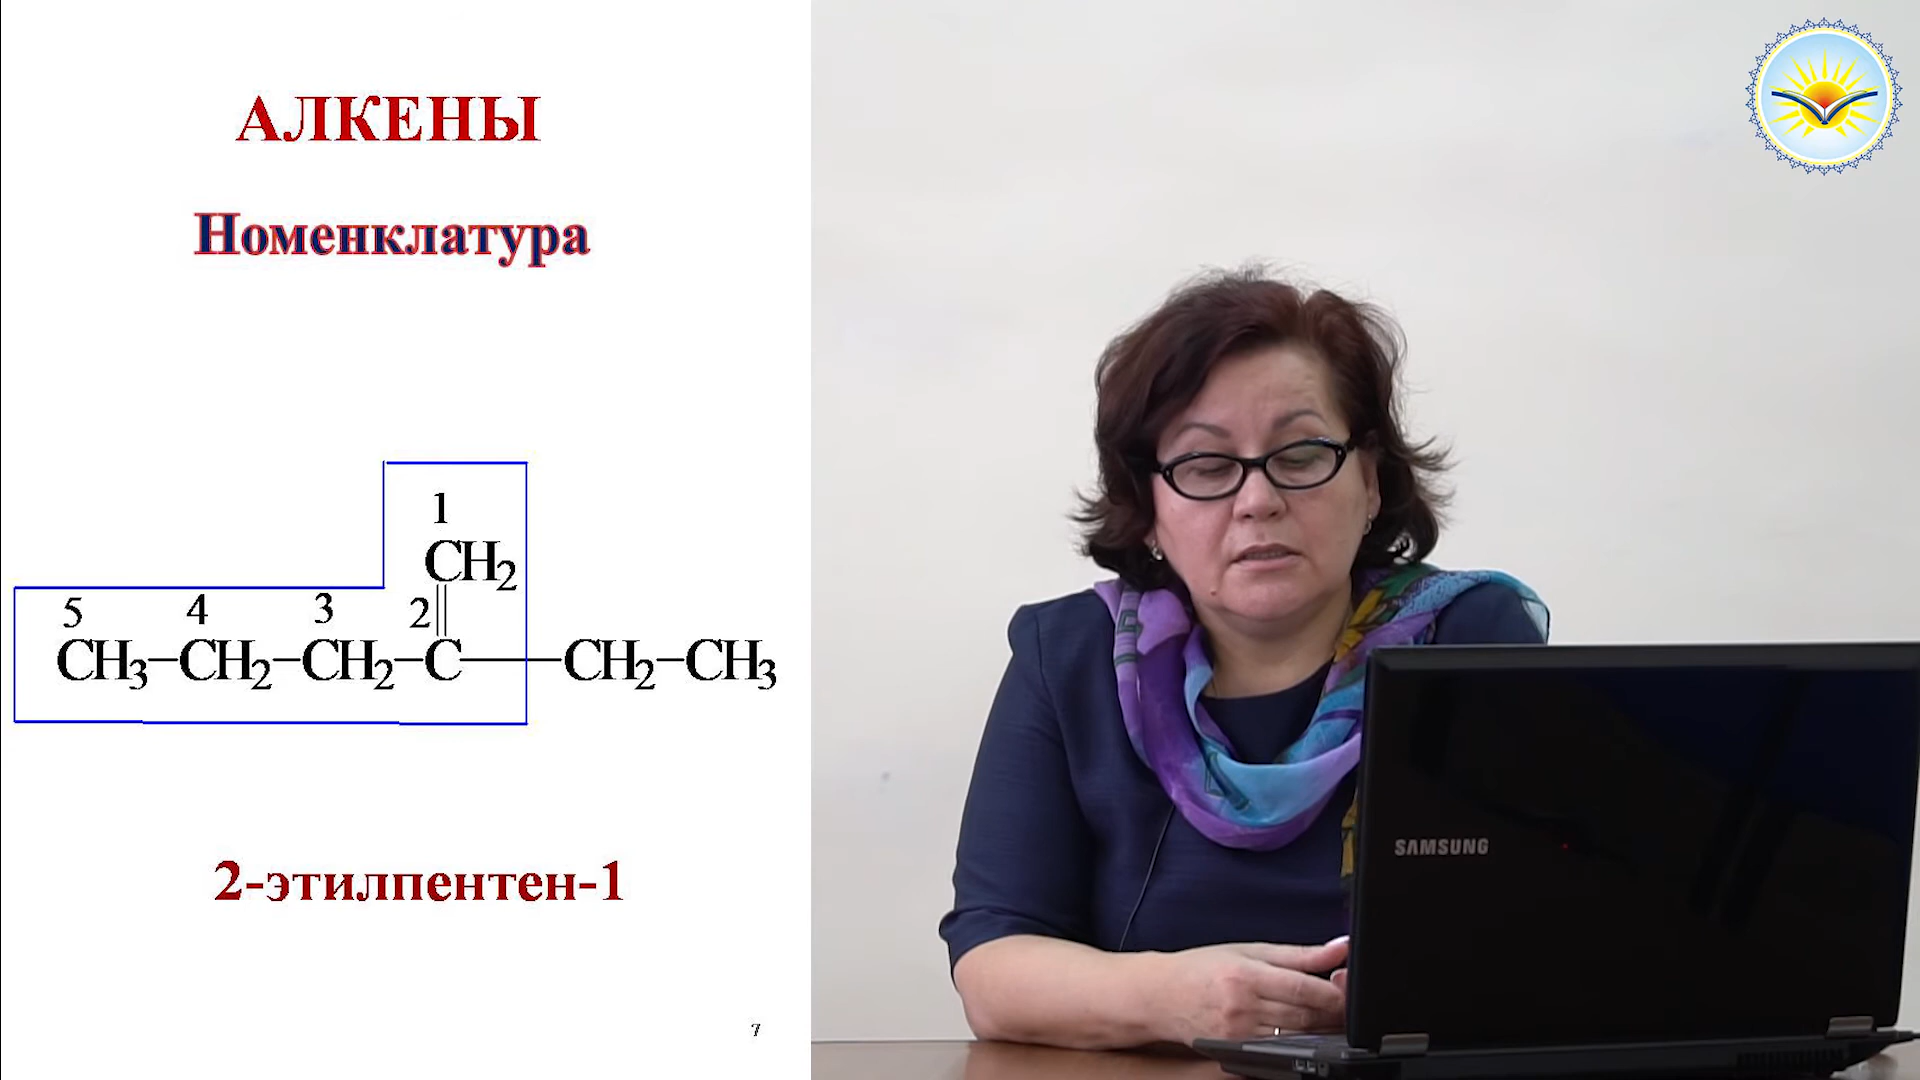 АЛКЕНЫ
Номенклатура
1
CH2
5 4 3 2
CH3–CH2–CH2–C—CH2–CH3
2-этилпентен-1
7
SAMSUNG